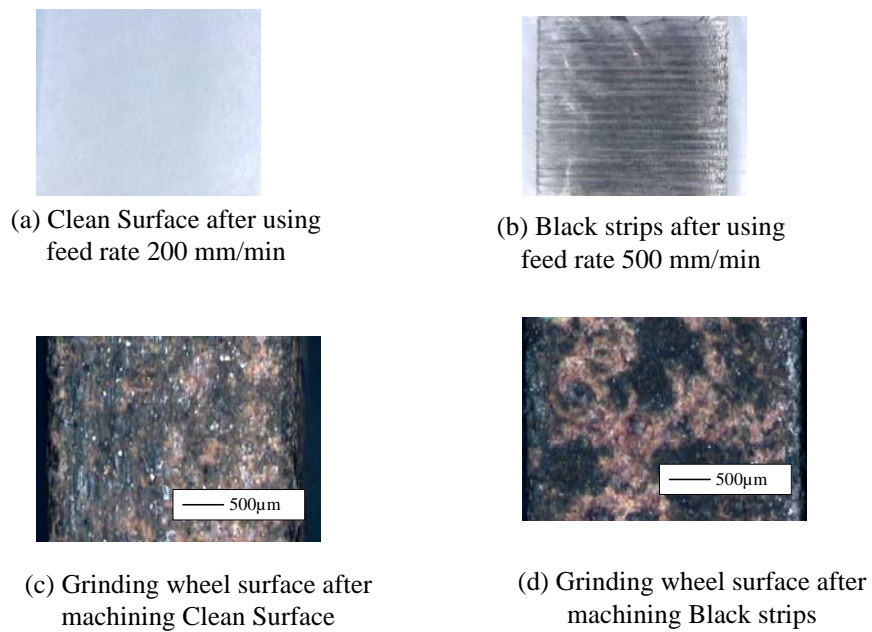 (a) Clean Surface after using
feed rate 200 mm/min
(b) Black strips after using
feed rate 500 mm/min
500µm
500µm
(c) Grinding wheel surface after
machining Clean Surface
(d) Grinding wheel surface after
machining Black strips